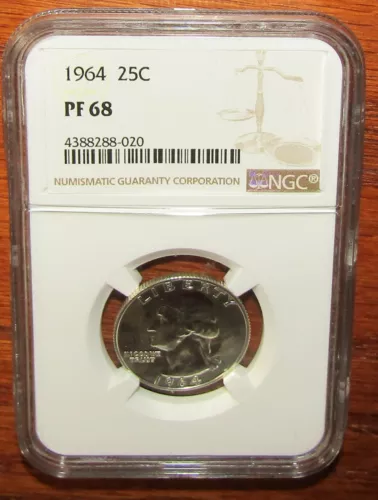 1964 25C
PF 68
4388288-020
NUMISMATIC GUARANTY CORPORATION NGC®
LIBERTY
IN GOD WE
TRUST
1964